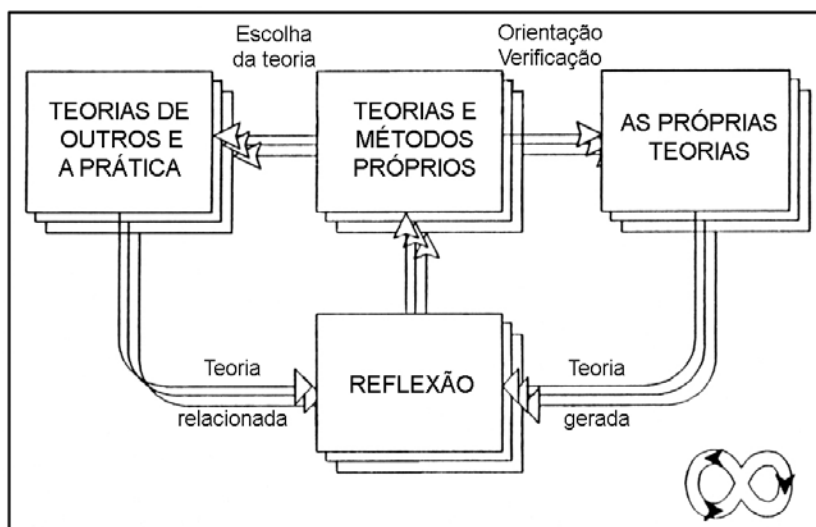 Escolha
da teoria
Orientação
Verificação
TEORIAS DE
OUTROS E
A PRÁTICA
TEORIAS E
MÉTODOS
PRÓPRIOS
AS PRÓPRIAS
TEORIAS
Teoria
relacionada
REFLEXÃO
Teoria
gerada